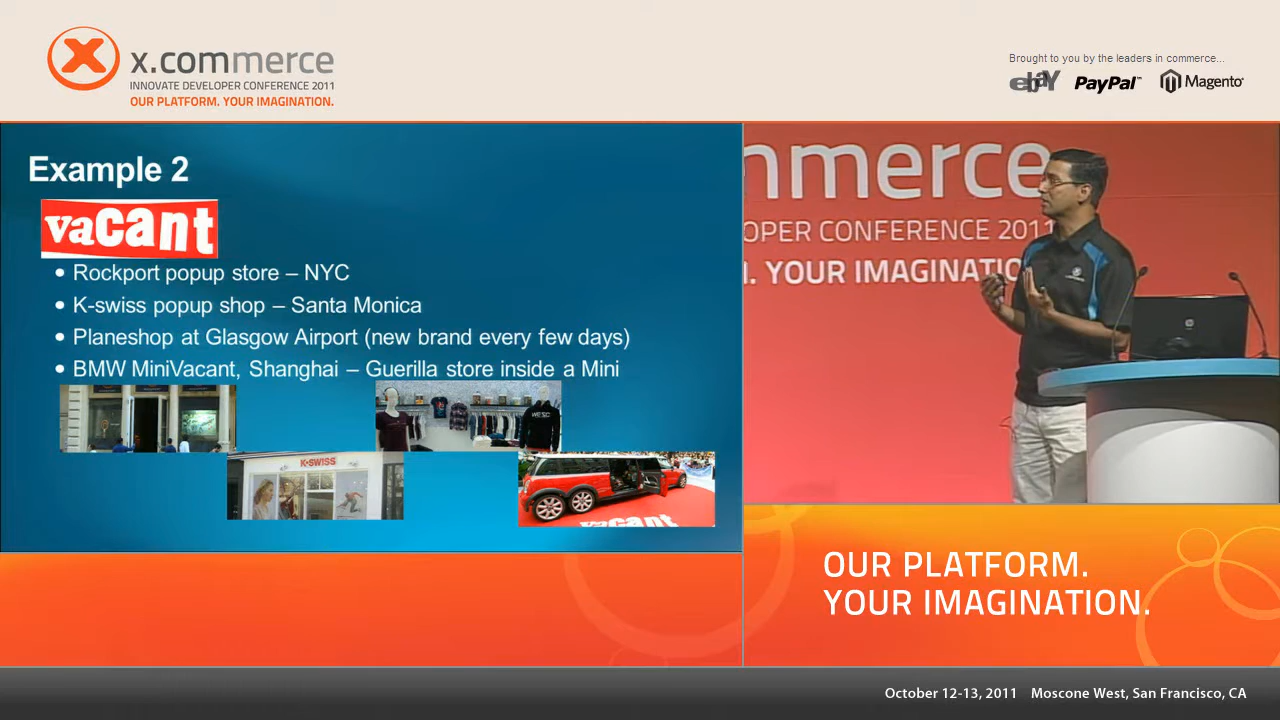 x.commerce
INNOVATE DEVELOPER CONFERENCE 2011
OUR PLATFORM. YOUR IMAGINATION.
Brought to you by the leaders in commerce...
ebaY PayPal™ Magento®
Example 2
vacant
• Rockport popup store – NYC
• K-swiss popup shop – Santa Monica
• Planeshop at Glasgow Airport (new brand every few days)
• BMW MiniVacant, Shanghai – Guerilla store inside a Mini
WESC
K·SWISS
vacant
mmerce
OPER CONFERENCE 2011
. YOUR IMAGINATIO
OUR PLATFORM.
YOUR IMAGINATION.
October 12-13, 2011 Moscone West, San Francisco, CA